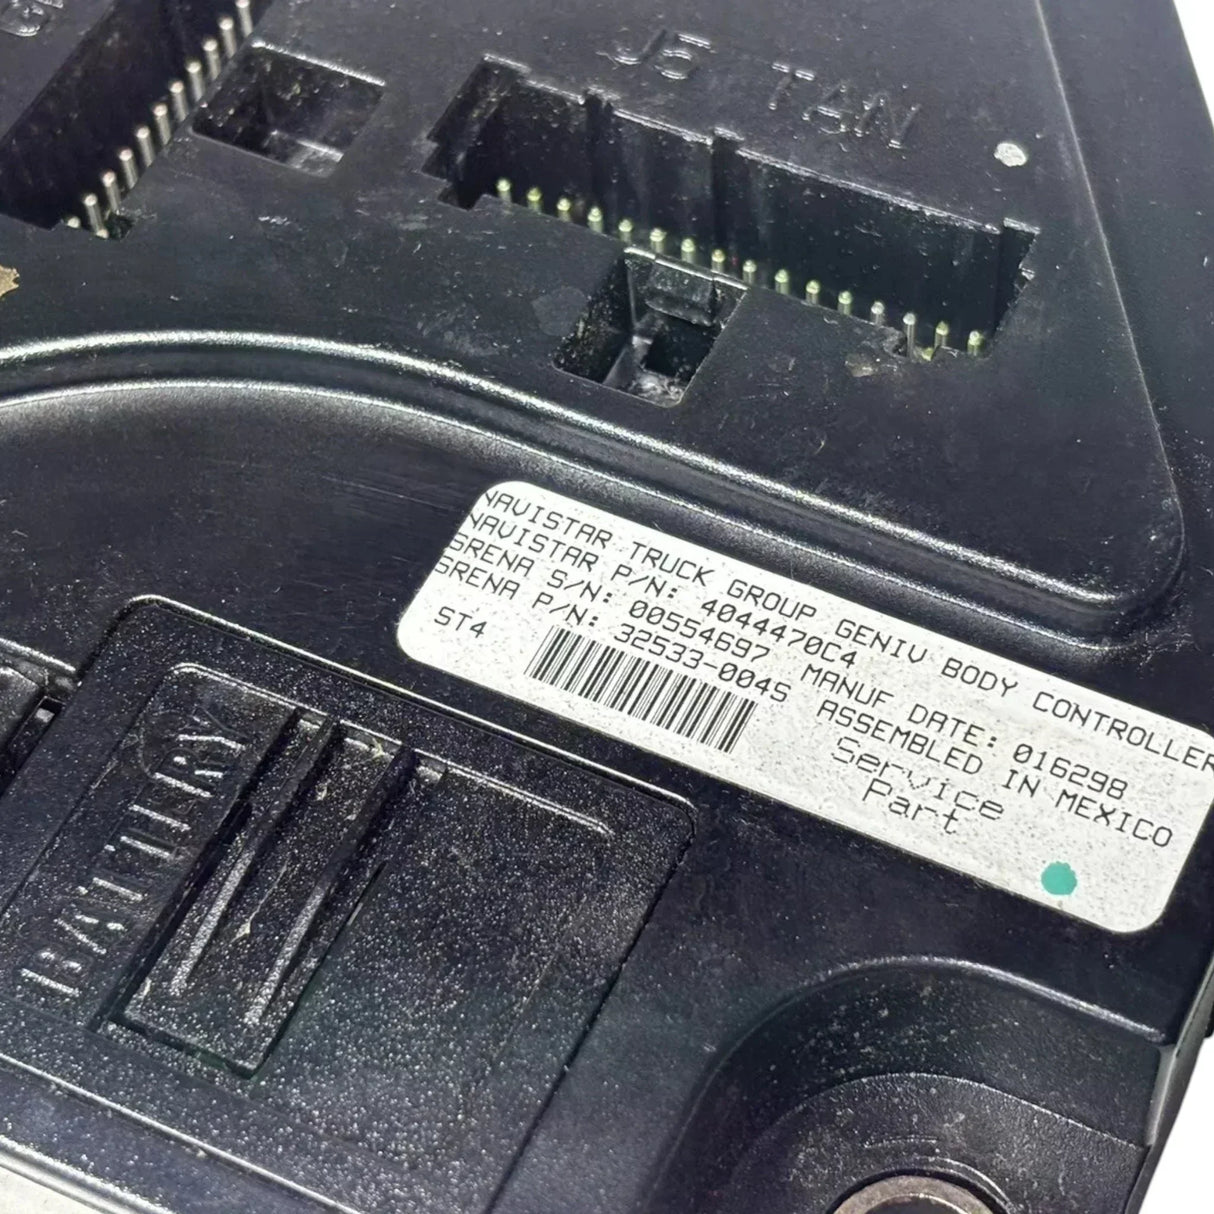 J5 TAN
NAVISTAR TRUCK GROUP GENIV BODY CONTROLLER
NAVISTAR P/N: 4044470C4
SRENA S/N: 00554697 MANUF DATE: 016298
SRENA P/N: 32533-004S ASSEMBLED IN MEXICO
ST4
Service
Part
BATTERY